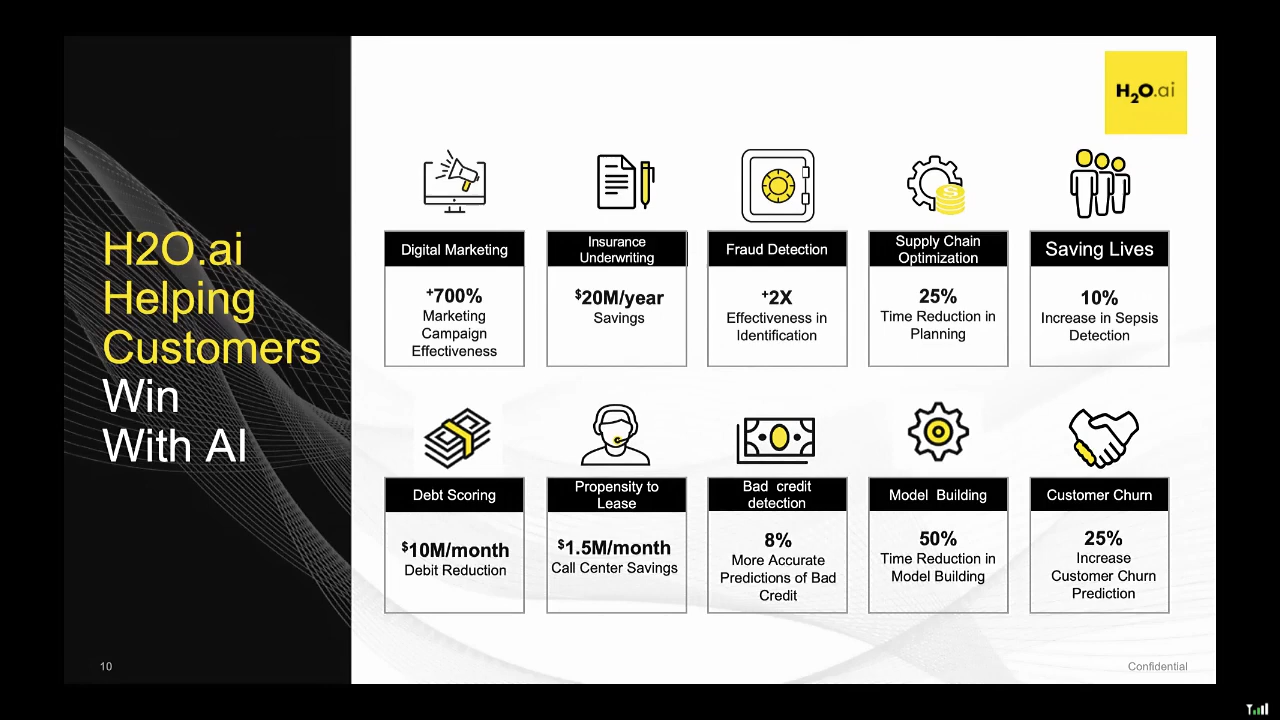 H2O.ai
H2O.ai
Helping
Customers
Win
With AI
Digital Marketing
+700%
Marketing
Campaign
Effectiveness
Insurance
Underwriting
$20M/year
Savings
Fraud Detection
+2X
Effectiveness in
Identification
Supply Chain
Optimization
25%
Time Reduction in
Planning
Saving Lives
10%
Increase in Sepsis
Detection
Debt Scoring
$10M/month
Debit Reduction
Propensity to
Lease
$1.5M/month
Call Center Savings
Bad credit
detection
8%
More Accurate
Predictions of Bad
Credit
Model Building
50%
Time Reduction in
Model Building
Customer Churn
25%
Increase
Customer Churn
Prediction
10
Confidential